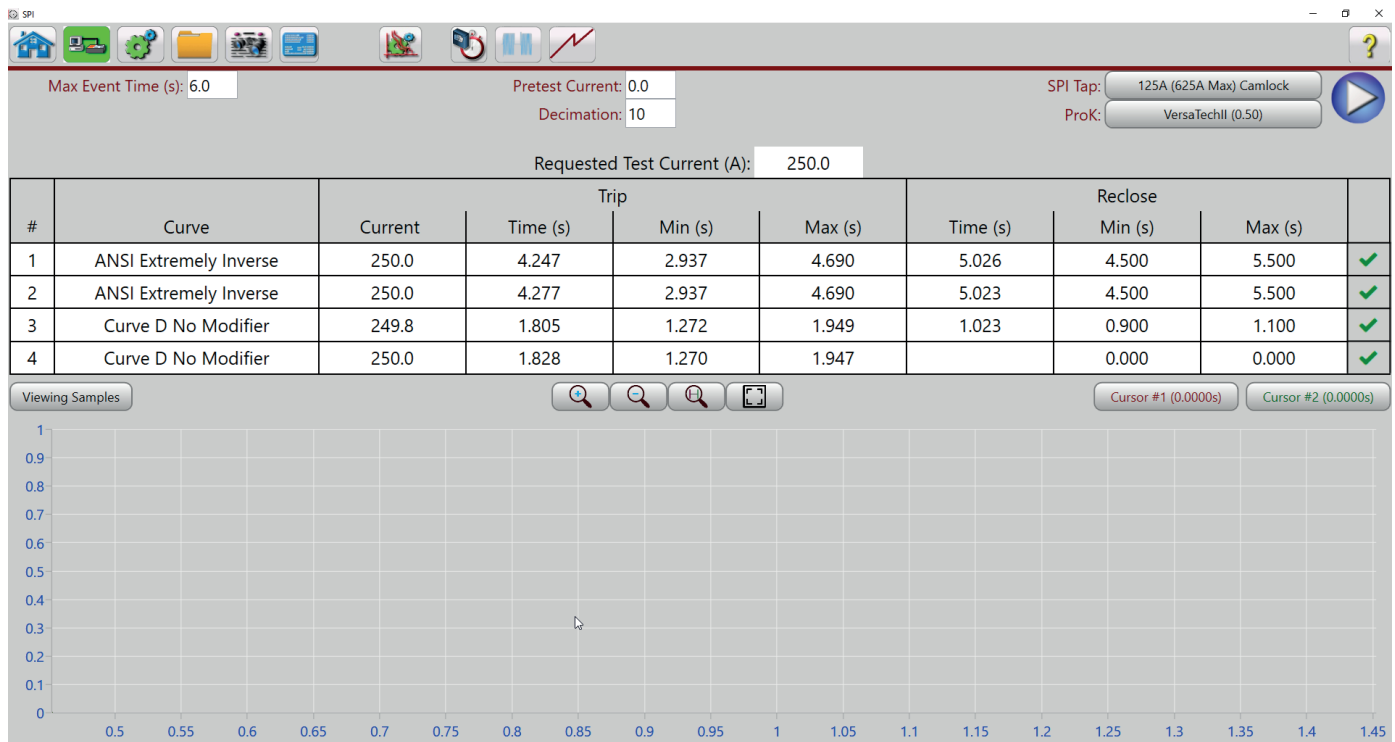 SPI
Max Event Time (s): 6.0 Pretest Current: 0.0 SPI Tap: 125A (625A Max) Camlock
Decimation: 10 ProK: VersaTechII (0.50)
Requested Test Current (A): 250.0
Trip Reclose
# Curve Current Time (s) Min (s) Max (s) Time (s) Min (s) Max (s)
1 ANSI Extremely Inverse 250.0 4.247 2.937 4.690 5.026 4.500 5.500
2 ANSI Extremely Inverse 250.0 4.277 2.937 4.690 5.023 4.500 5.500
3 Curve D No Modifier 249.8 1.805 1.272 1.949 1.023 0.900 1.100
4 Curve D No Modifier 250.0 1.828 1.270 1.947 0.000 0.000
Viewing Samples Cursor #1 (0.0000s) Cursor #2 (0.0000s)
1
0.9
0.8
0.7
0.6
0.5
0.4
0.3
0.2
0.1
0
0.5 0.55 0.6 0.65 0.7 0.75 0.8 0.85 0.9 0.95 1 1.05 1.1 1.15 1.2 1.25 1.3 1.35 1.4 1.45